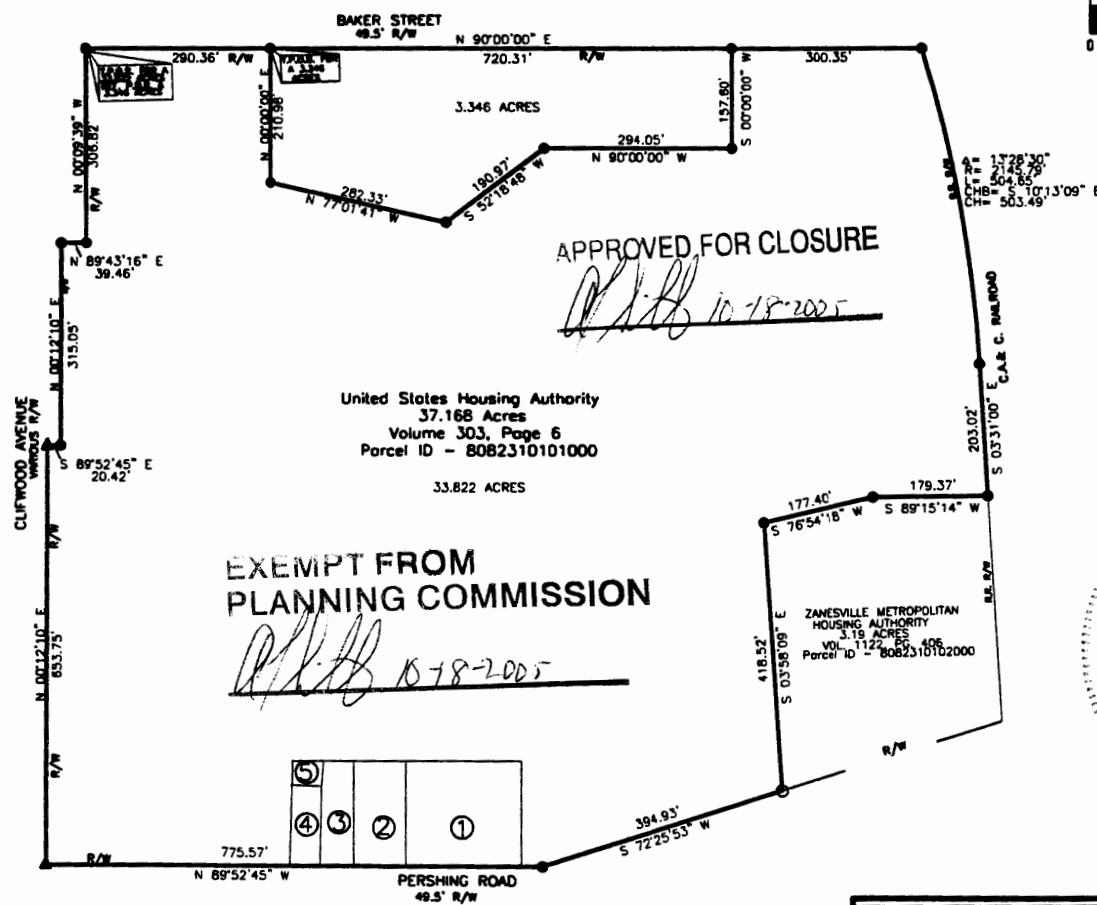 BAKER STREET
49.5' R/W
N 90°00'00" E
290.36' R/W
720.31' R/W
300.35'
0
3.346 ACRES
N 00°09'39" W
306.82'
R/W
N 00°00'00" E
210.98'
3.346 ACRES
157.60'
S 00°00'00" W
294.05'
N 90°00'00" W
190.97'
S 52°18'48" W
282.33'
N 77°01'41" W
R.R. R/W
Δ= 13°28'30"
R= 2145.79'
L= 504.65'
CHB= S 10°13'09" E
CH= 503.49'
N 89°43'16" E
39.46'
APPROVED FOR CLOSURE
10-18-2005
N 00°12'10" E
315.05'
C.A.& C. RAILROAD
United States Housing Authority
37.168 Acres
Volume 303, Page 6
Parcel ID - 8082310101000
33.822 ACRES
CLIFWOOD AVENUE
VARIOUS R/W
S 89°52'45" E
20.42'
203.02'
S 03°31'00" E
179.37'
S 89°15'14" W
177.40'
S 76°54'18" W
EXEMPT FROM
PLANNING COMMISSION
10-18-2005
R/W
N 00°12'10" E
653.75'
R/W
418.52'
S 03°58'09" E
R.R. R/W
ZANESVILLE METROPOLITAN
HOUSING AUTHORITY
3.19 ACRES
VOL. 1122, PG. 406
Parcel ID - 8082310102000
R/W
5
4
3
2
1
394.93'
S 72°25'53" W
R/W
775.57'
N 89°52'45" W
PERSHING ROAD
49.5' R/W